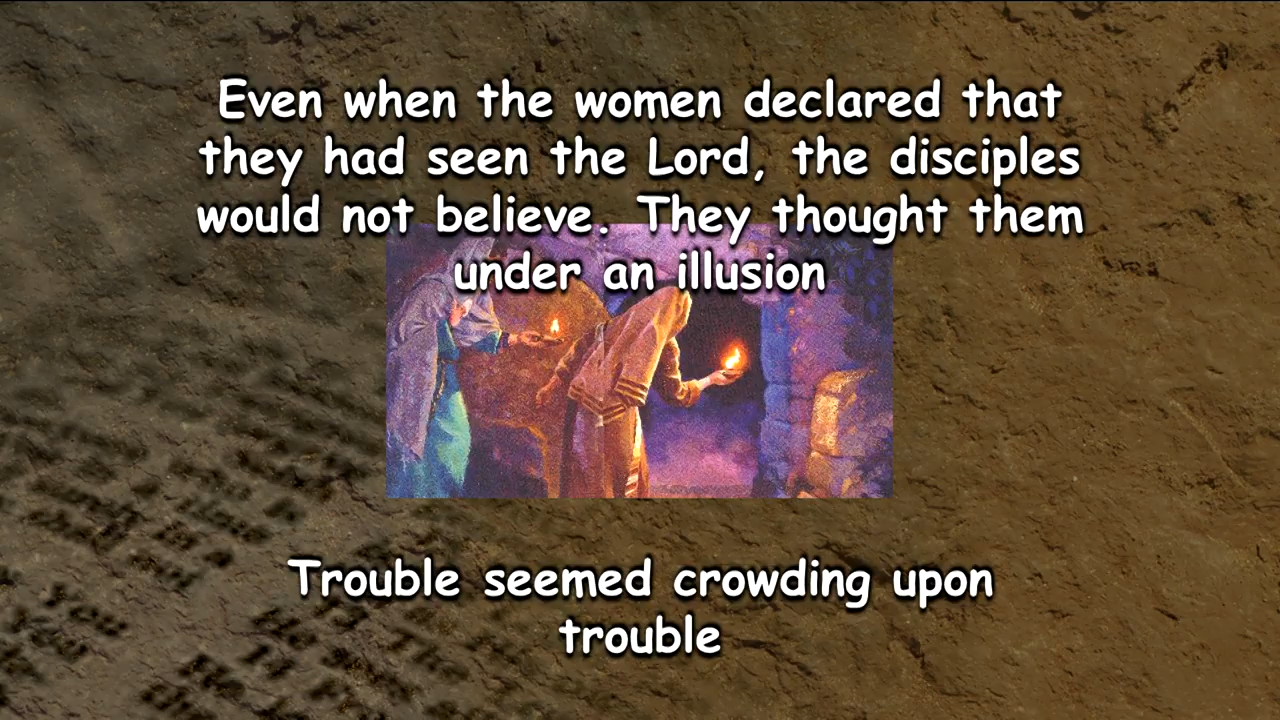 Even when the women declared that
they had seen the Lord, the disciples
would not believe. They thought them
under an illusion
Trouble seemed crowding upon
trouble